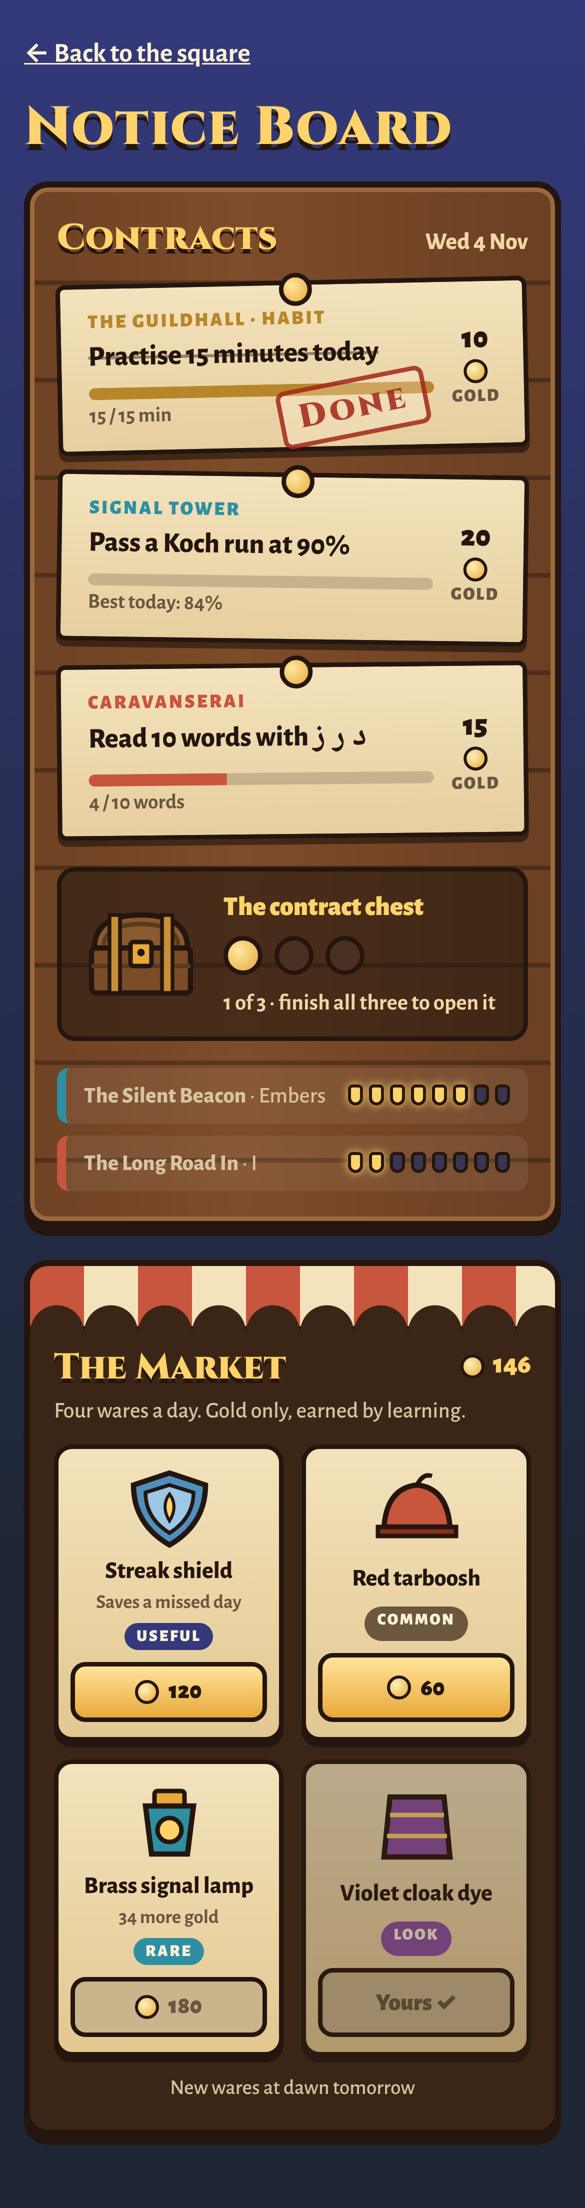 ← Back to the square
Notice Board
Contracts
Wed 4 Nov
THE GUILDHALL · HABIT
Practise 15 minutes today
15 / 15 min
DONE
10
GOLD
SIGNAL TOWER
Pass a Koch run at 90%
Best today: 84%
20
GOLD
CARAVANSERAI
Read 10 words with د ر ز
4 / 10 words
15
GOLD
The contract chest
1 of 3 · finish all three to open it
The Silent Beacon · Embers
The Long Road In · I
The Market
146
Four wares a day. Gold only, earned by learning.
Streak shield
Saves a missed day
USEFUL
120
Red tarboosh
COMMON
60
Brass signal lamp
34 more gold
RARE
180
Violet cloak dye
LOOK
Yours ✓
New wares at dawn tomorrow